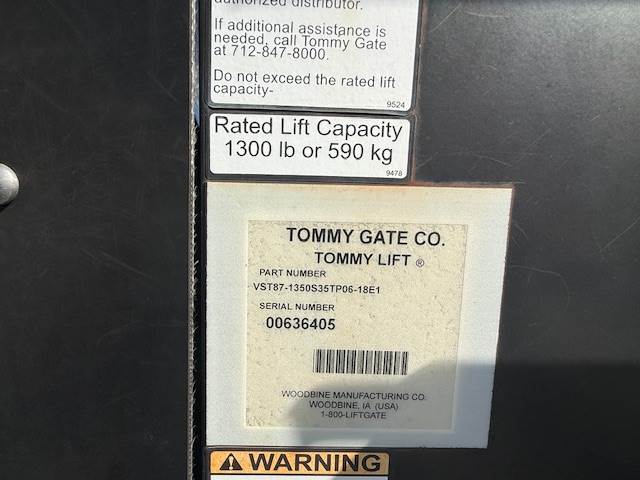 authorized distributor.
If additional assistance is
needed, call Tommy Gate
at 712-847-8000.
Do not exceed the rated lift
capacity-
9524
Rated Lift Capacity
1300 lb or 590 kg
9478
TOMMY GATE CO.
TOMMY LIFT ®
PART NUMBER
VST87-1350S35TP06-18E1
SERIAL NUMBER
00636405
WOODBINE MANUFACTURING CO.
WOODBINE, IA (USA)
1-800-LIFTGATE
WARNING